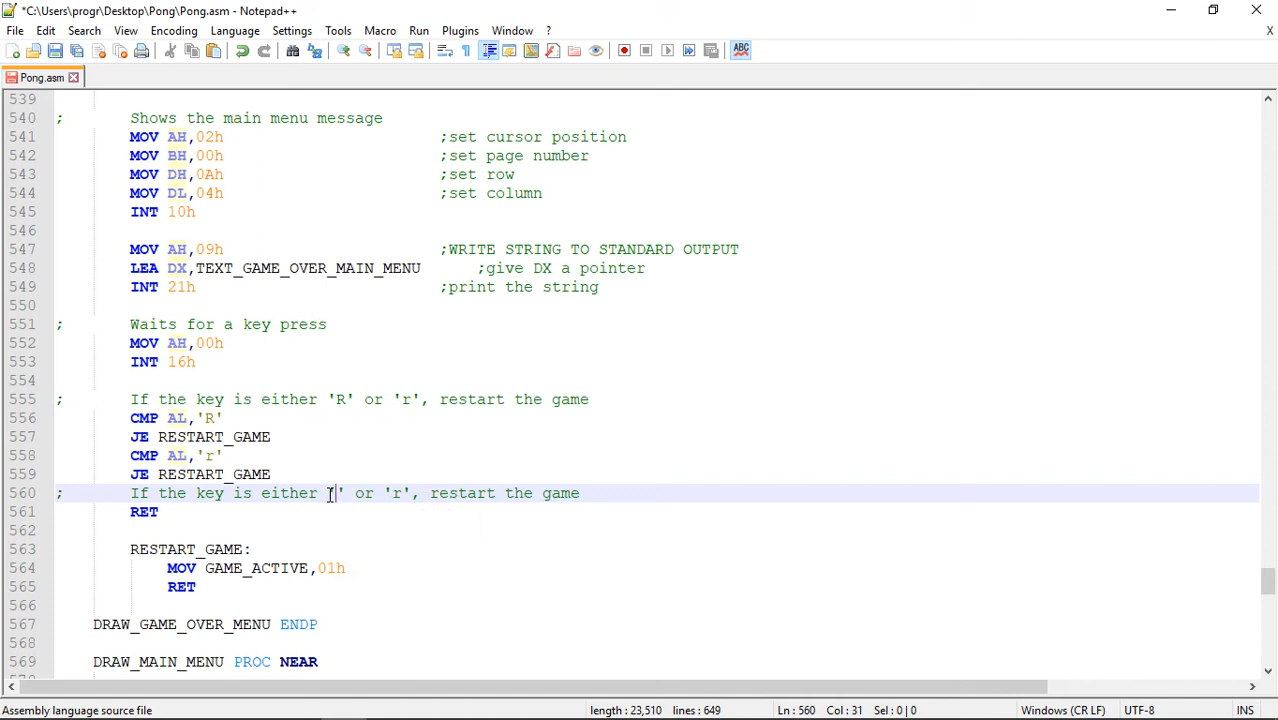 *C:\Users\progr\Desktop\Pong\Pong.asm - Notepad++
File Edit Search View Encoding Language Settings Tools Macro Run Plugins Window ? X
ABC
Pong.asm
539
540 ; Shows the main menu message
541 MOV AH,02h ;set cursor position
542 MOV BH,00h ;set page number
543 MOV DH,0Ah ;set row
544 MOV DL,04h ;set column
545 INT 10h
546
547 MOV AH,09h ;WRITE STRING TO STANDARD OUTPUT
548 LEA DX,TEXT_GAME_OVER_MAIN_MENU ;give DX a pointer
549 INT 21h ;print the string
550
551 ; Waits for a key press
552 MOV AH,00h
553 INT 16h
554
555 ; If the key is either 'R' or 'r', restart the game
556 CMP AL,'R'
557 JE RESTART_GAME
558 CMP AL,'r'
559 JE RESTART_GAME
560 ; If the key is either '' or 'r', restart the game
561 RET
562
563 RESTART_GAME:
564 MOV GAME_ACTIVE,01h
565 RET
566
567 DRAW_GAME_OVER_MENU ENDP
568
569 DRAW_MAIN_MENU PROC NEAR
Assembly language source file length : 23,510 lines : 649 Ln : 560 Col : 31 Sel : 0 | 0 Windows (CR LF) UTF-8 INS